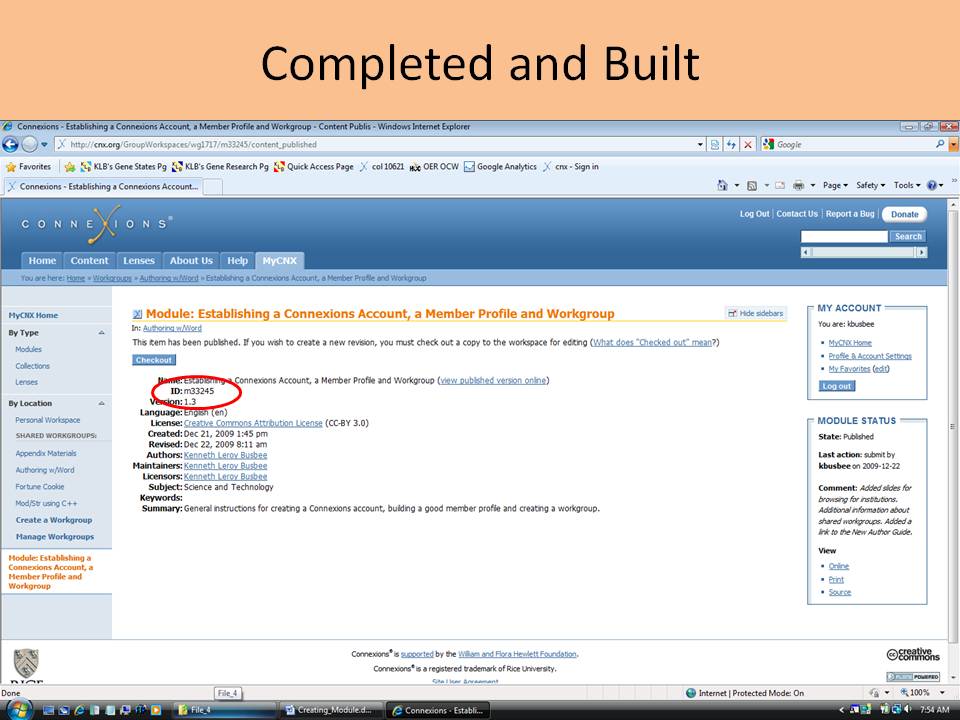 Completed and Built
Connexions - Establishing a Connexions Account, a Member Profile and Workgroup - Content Publis - Windows Internet Explorer
http://cnx.org/GroupWorkspaces/wg1717/m33245/content_published
Google
Favorites KLB's Gene States Pg KLB's Gene Research Pg Quick Access Page col 10621 OER OCW Google Analytics cnx - Sign in
Connexions - Establishing a Connexions Account...
Page Safety Tools
CONNEXIONS®
Log Out | Contact Us | Report a Bug Donate
Search
Home Content Lenses About Us Help MyCNX
You are here: Home » Workgroups » Authoring w/Word » Establishing a Connexions Account, a Member Profile and Workgroup
MyCNX Home
By Type
Modules
Collections
Lenses
By Location
Personal Workspace
SHARED WORKGROUPS:
Appendix Materials
Authoring w/Word
Fortune Cookie
Mod/Str using C++
Create a Workgroup
Manage Workgroups
Module: Establishing a
Connexions Account, a
Member Profile and
Workgroup
Module: Establishing a Connexions Account, a Member Profile and Workgroup
Hide sidebars
In: Authoring w/Word
This item has been published. If you wish to create a new revision, you must check out a copy to the workspace for editing (What does "Checked out" mean?)
Checkout
Name: Establishing a Connexions Account, a Member Profile and Workgroup (view published version online)
ID: m33245
Version: 1.3
Language: English (en)
License: Creative Commons Attribution License (CC-BY 3.0)
Created: Dec 21, 2009 1:45 pm
Revised: Dec 22, 2009 8:11 am
Authors: Kenneth Leroy Busbee
Maintainers: Kenneth Leroy Busbee
Licensors: Kenneth Leroy Busbee
Subject: Science and Technology
Keywords:
Summary: General instructions for creating a Connexions account, building a good member profile and creating a workgroup.
MY ACCOUNT
You are: kbusbee
MyCNX Home
Profile & Account Settings
My Favorites (edit)
Log out
MODULE STATUS
State: Published
Last action: submit by
kbusbee on 2009-12-22
Comment: Added slides for
browsing for institutions.
Additional information about
shared workgroups. Added a
link to the New Author Guide.
View
Online
Print
Source
Connexions® is supported by the William and Flora Hewlett Foundation.
Connexions® is a registered trademark of Rice University.
Site User Agreement
RICE
creative
commons
PLONE POWERED
Done
File_4
Internet | Protected Mode: On
100%
File_4 Creating_Module.d... Connexions - Establi...
7:54 AM